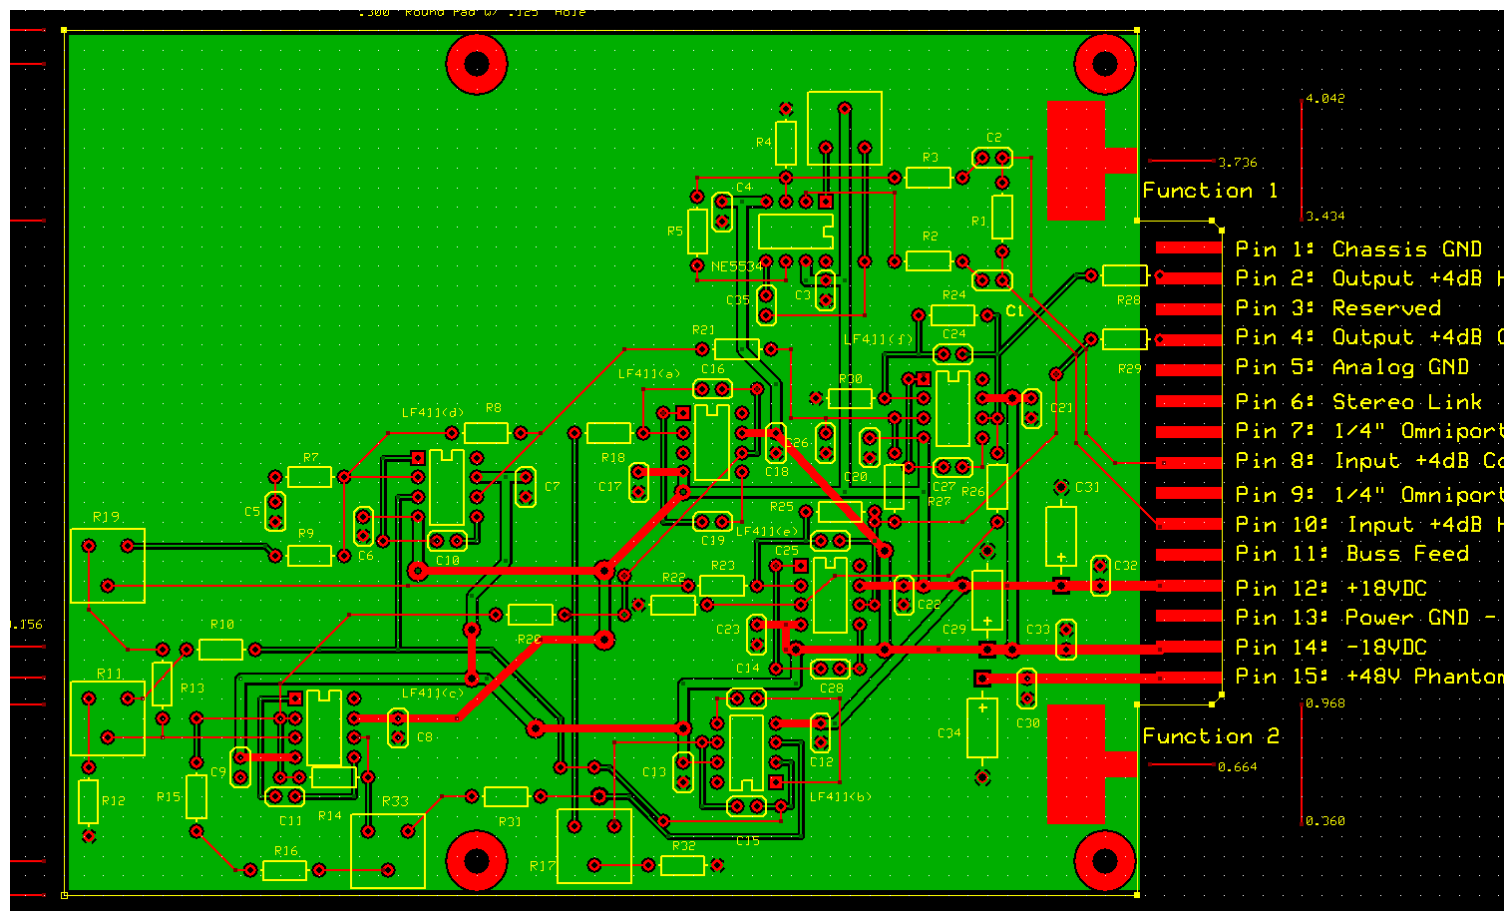 .300 Round Pad w/ .125 Hole
4.042
C2
R4
R3
3.736
Function 1
C4
R1
3.434
R5
R2
Pin 1: Chassis GND
NE5534
Pin 2: Output +4dB H
C35
C3
R24
R28
C1
Pin 3: Reserved
R21
LF411(f)
C24
Pin 4: Output +4dB C
R29
Pin 5: Analog GND
LF411(a)
C16
R30
Pin 6: Stereo Link
LF411(d)
R8
C21
Pin 7: 1/4" Omniport
C26
R7
R18
C18
C20
Pin 8: Input +4dB Co
C7
C17
C27
R26
C31
Pin 9: 1/4" Omniport
R27
C5
R25
R19
R9
C19
LF411(e)
Pin 10: Input +4dB H
C6
C10
C25
Pin 11: Buss Feed
R22
R23
C32
Pin 12: +18VDC
C22
0.156
R10
R20
C23
C29
C33
Pin 13: Power GND -
Pin 14: -18VDC
R11
R13
C14
LF411(c)
C28
Pin 15: +48V Phantom
C30
0.968
C8
C34
C12
Function 2
C9
C13
0.664
R12
R15
R33
LF411(b)
C11
R14
R31
0.360
C15
R16
R17
R32